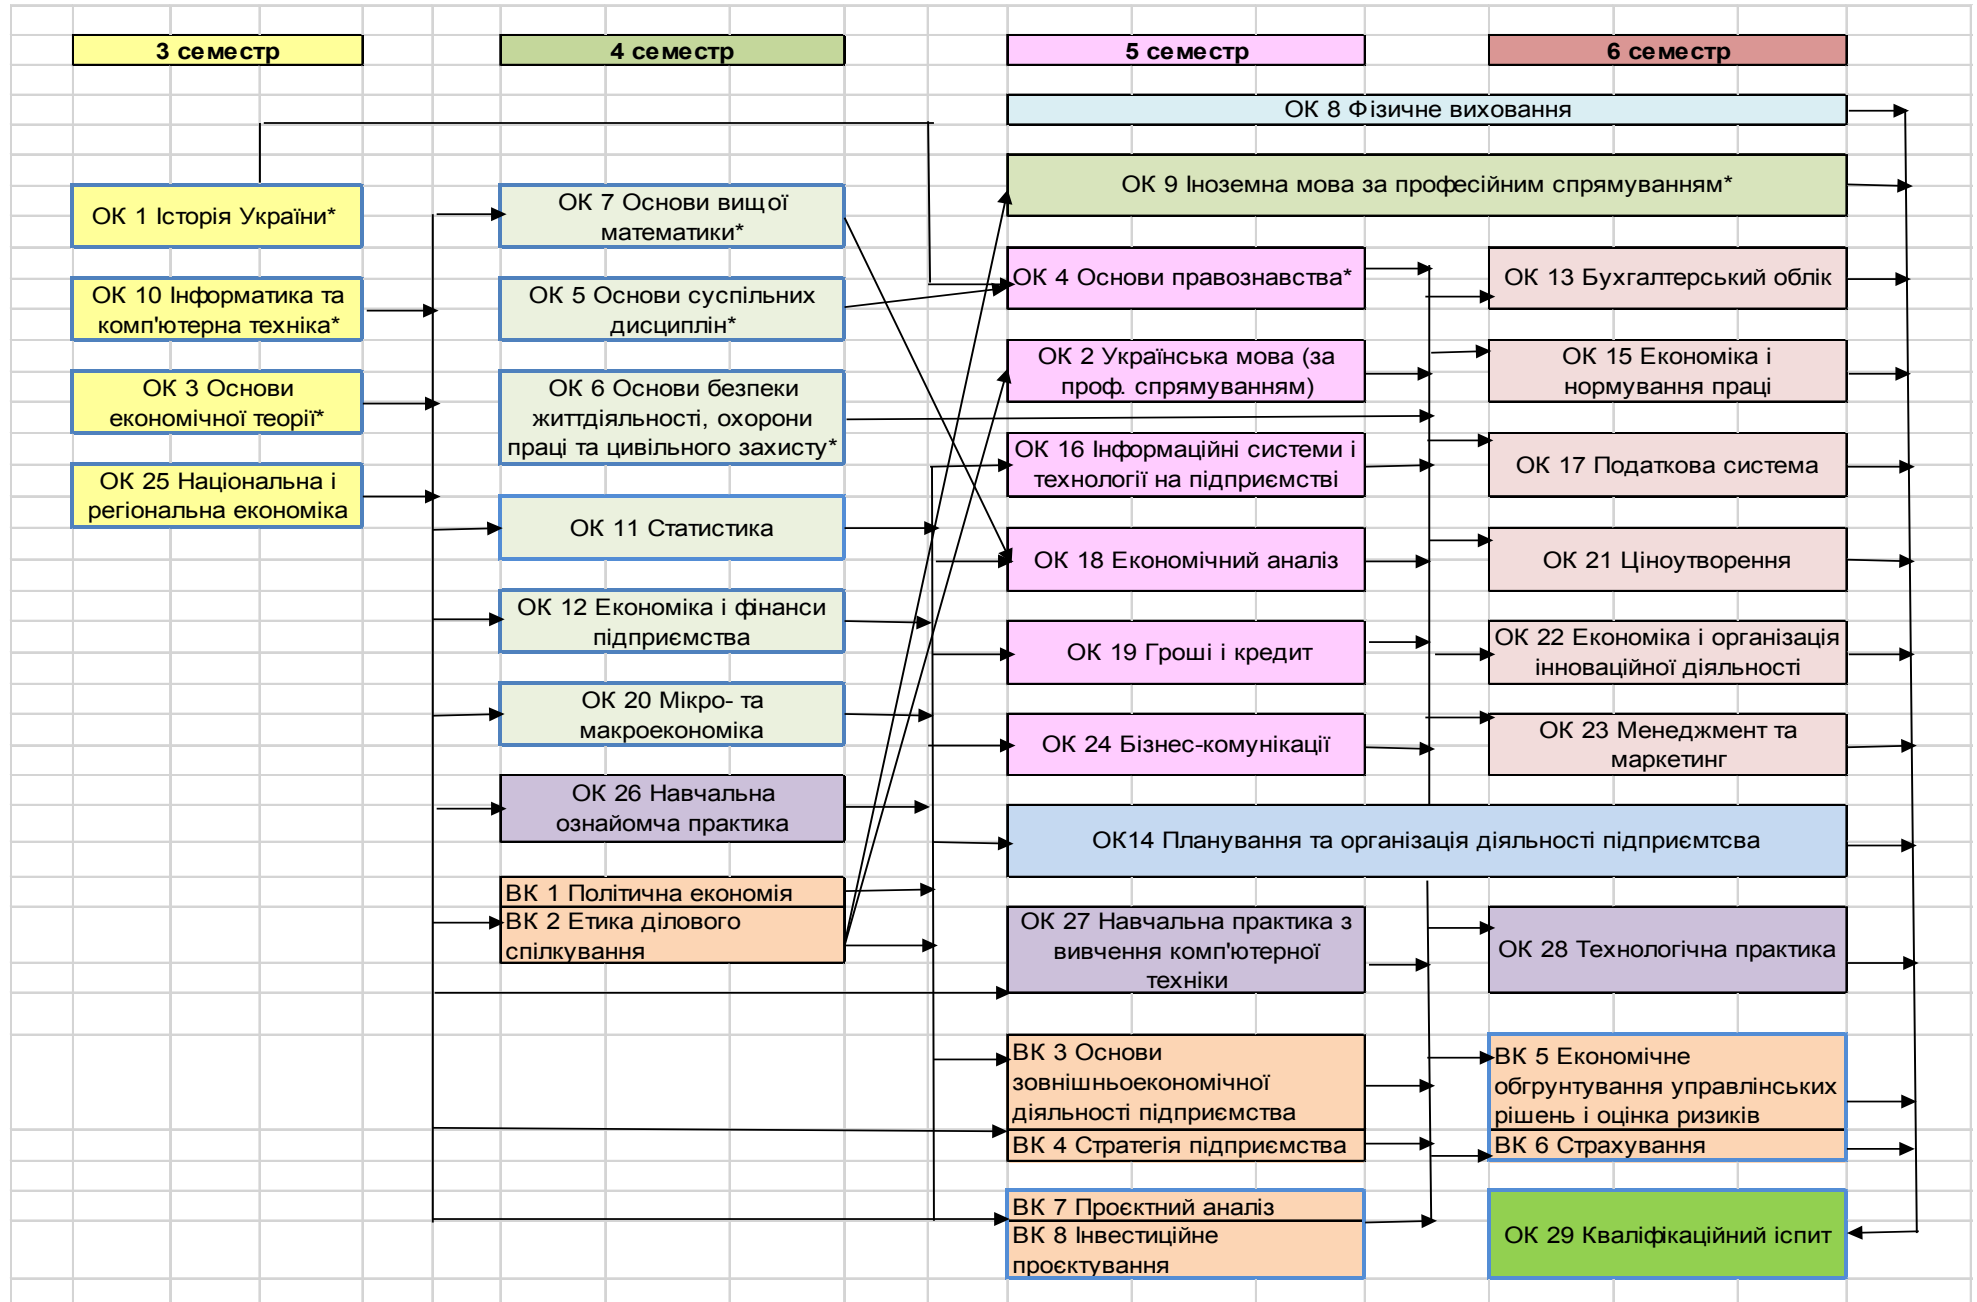 3 семестр
4 семестр
5 семестр
6 семестр
ОК 8 Фізичне виховання
ОК 9 Іноземна мова за професійним спрямуванням*
ОК 1 Історія України*
ОК 10 Інформатика та
комп'ютерна техніка*
ОК 3 Основи
економічної теорії*
ОК 25 Національна і
регіональна економіка
ОК 7 Основи вищої
математики*
ОК 5 Основи суспільних
дисциплін*
ОК 6 Основи безпеки
життдіяльності, охорони
праці та цивільного захисту*
ОК 11 Статистика
ОК 12 Економіка і фінанси
підприємства
ОК 20 Мікро- та
макроекономіка
ОК 26 Навчальна
ознайомча практика
ВК 1 Політична економія
ВК 2 Етика ділового
спілкування
ОК 4 Основи правознавства*
ОК 2 Українська мова (за
проф. спрямуванням)
ОК 16 Інформаційні системи і
технології на підприємстві
ОК 18 Економічний аналіз
ОК 19 Гроші і кредит
ОК 24 Бізнес-комунікації
ОК14 Планування та організація діяльності підприємтсва
ОК 27 Навчальна практика з
вивчення комп'ютерної
техніки
ВК 3 Основи
зовнішньоекономічної
діяльності підприємства
ВК 4 Стратегія підприємства
ВК 7 Проєктний аналіз
ВК 8 Інвестиційне
проєктування
ОК 13 Бухгалтерський облік
ОК 15 Економіка і
нормування праці
ОК 17 Податкова система
ОК 21 Ціноутворення
ОК 22 Економіка і організація
інноваційної діяльності
ОК 23 Менеджмент та
маркетинг
ОК 28 Технологічна практика
ВК 5 Економічне
обгрунтування управлінських
рішень і оцінка ризиків
ВК 6 Страхування
ОК 29 Кваліфікаційний іспит